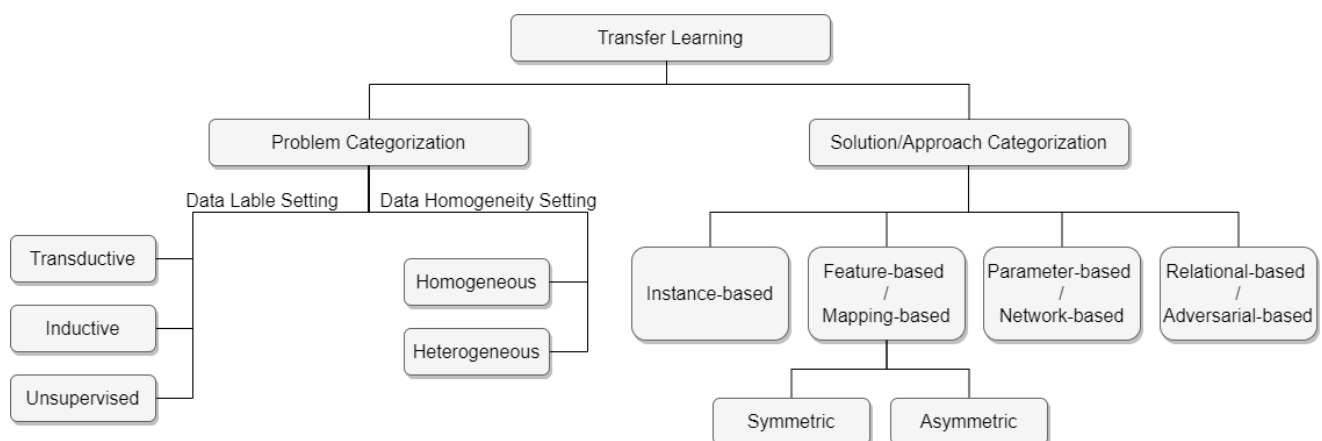 Transfer Learning
Problem Categorization
Solution/Approach Categorization
Data Lable Setting
Data Homogeneity Setting
Transductive
Inductive
Unsupervised
Homogeneous
Heterogeneous
Instance-based
Feature-based
/
Mapping-based
Parameter-based
/
Network-based
Relational-based
/
Adversarial-based
Symmetric
Asymmetric